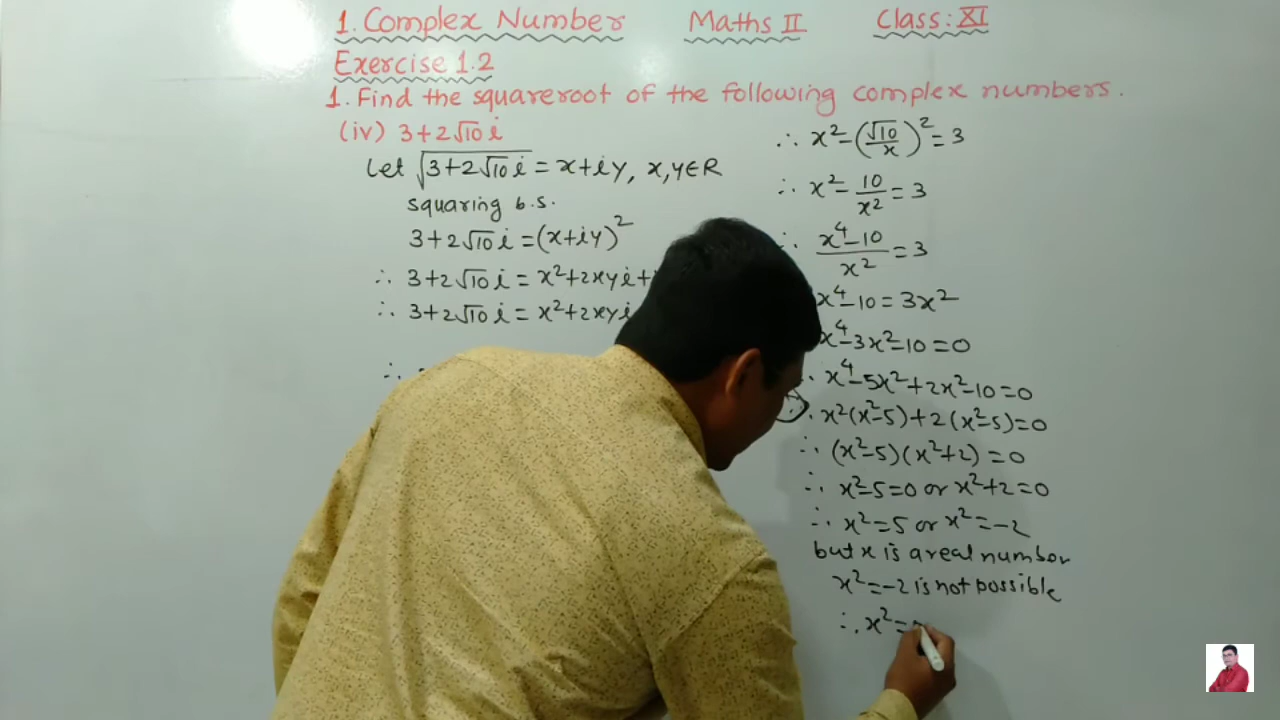 1. Complex Number Maths II Class: XI
Exercise 1.2
1. Find the squareroot of the following complex numbers.
(iv) 3+2√10 i
Let √(3+2√10 i) = x+iy, x,y∈R
squaring b.s.
3+2√10 i = (x+iy)²
∴ 3+2√10 i = x²+2xyi+
∴ 3+2√10 i = x²+2xyi
∴
∴ x²-(√10/x)² = 3
∴ x² - 10/x² = 3
∴ (x⁴-10)/x² = 3
x⁴-10 = 3x²
x⁴-3x²-10 = 0
∴ x⁴-5x²+2x²-10 = 0
∴ x²(x²-5)+2(x²-5) = 0
∴ (x²-5)(x²+2) = 0
∴ x²-5=0 or x²+2=0
∴ x²=5 or x²=-2
but x is a real number
x²=-2 is not possible
∴ x²=